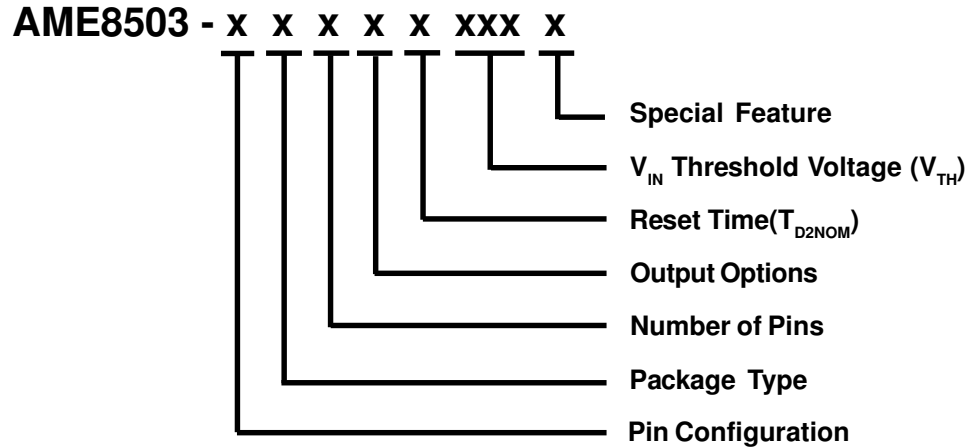 AME8503 - x x x x x xxx x
Special Feature
V_IN Threshold Voltage (V_TH)
Reset Time(T_D2NOM)
Output Options
Number of Pins
Package Type
Pin Configuration